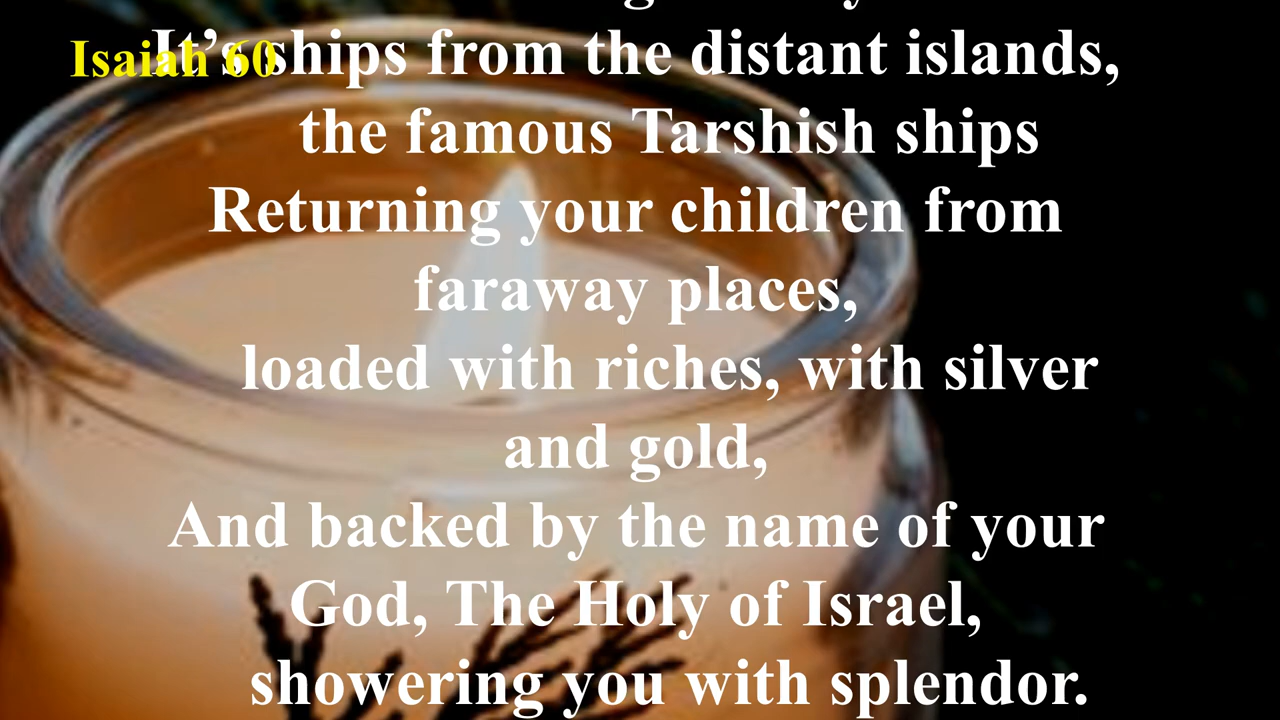 Isaiah 60
It’s ships from the distant islands,
the famous Tarshish ships
Returning your children from
faraway places,
loaded with riches, with silver
and gold,
And backed by the name of your
God, The Holy of Israel,
showering you with splendor.